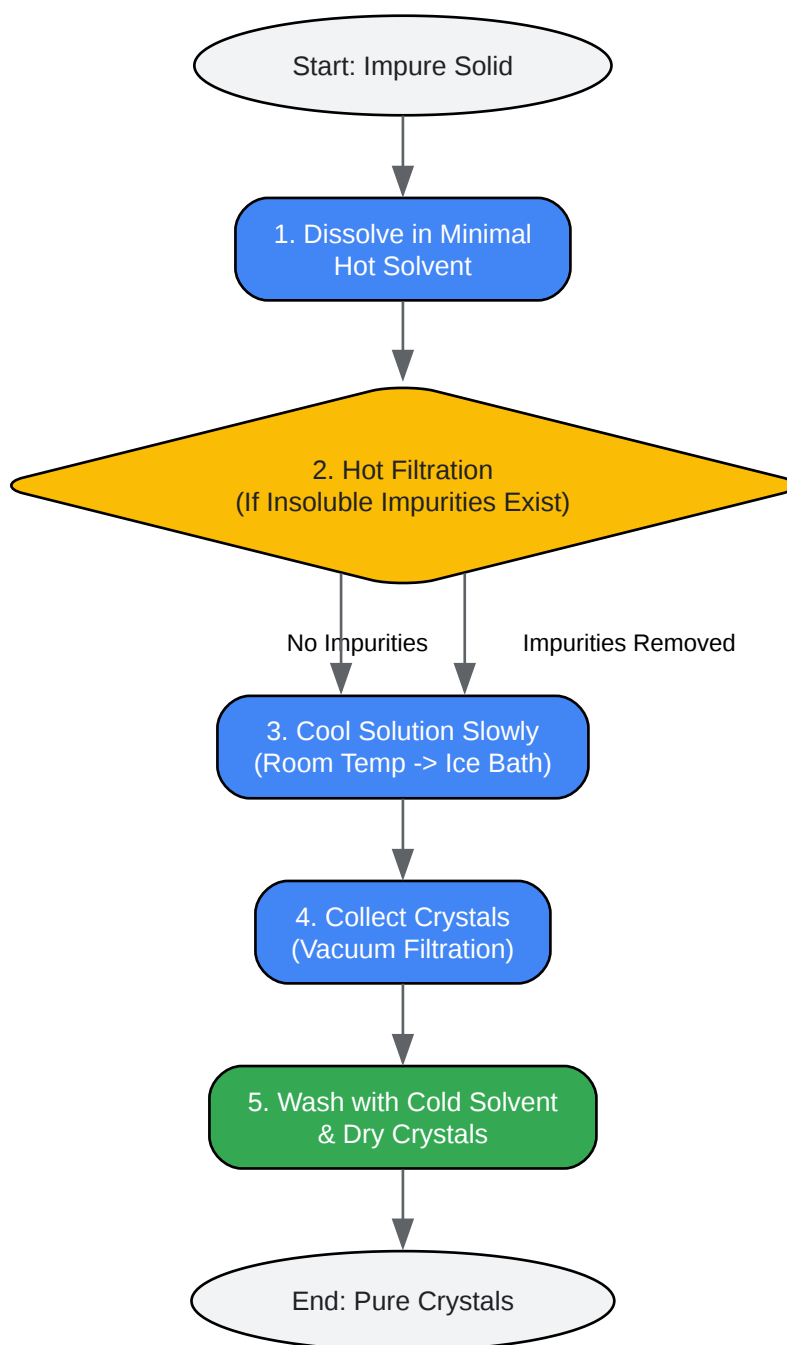 Start: Impure Solid
1. Dissolve in Minimal
Hot Solvent
2. Hot Filtration
(If Insoluble Impurities Exist)
No Impurities
Impurities Removed
3. Cool Solution Slowly
(Room Temp -> Ice Bath)
4. Collect Crystals
(Vacuum Filtration)
5. Wash with Cold Solvent
& Dry Crystals
End: Pure Crystals